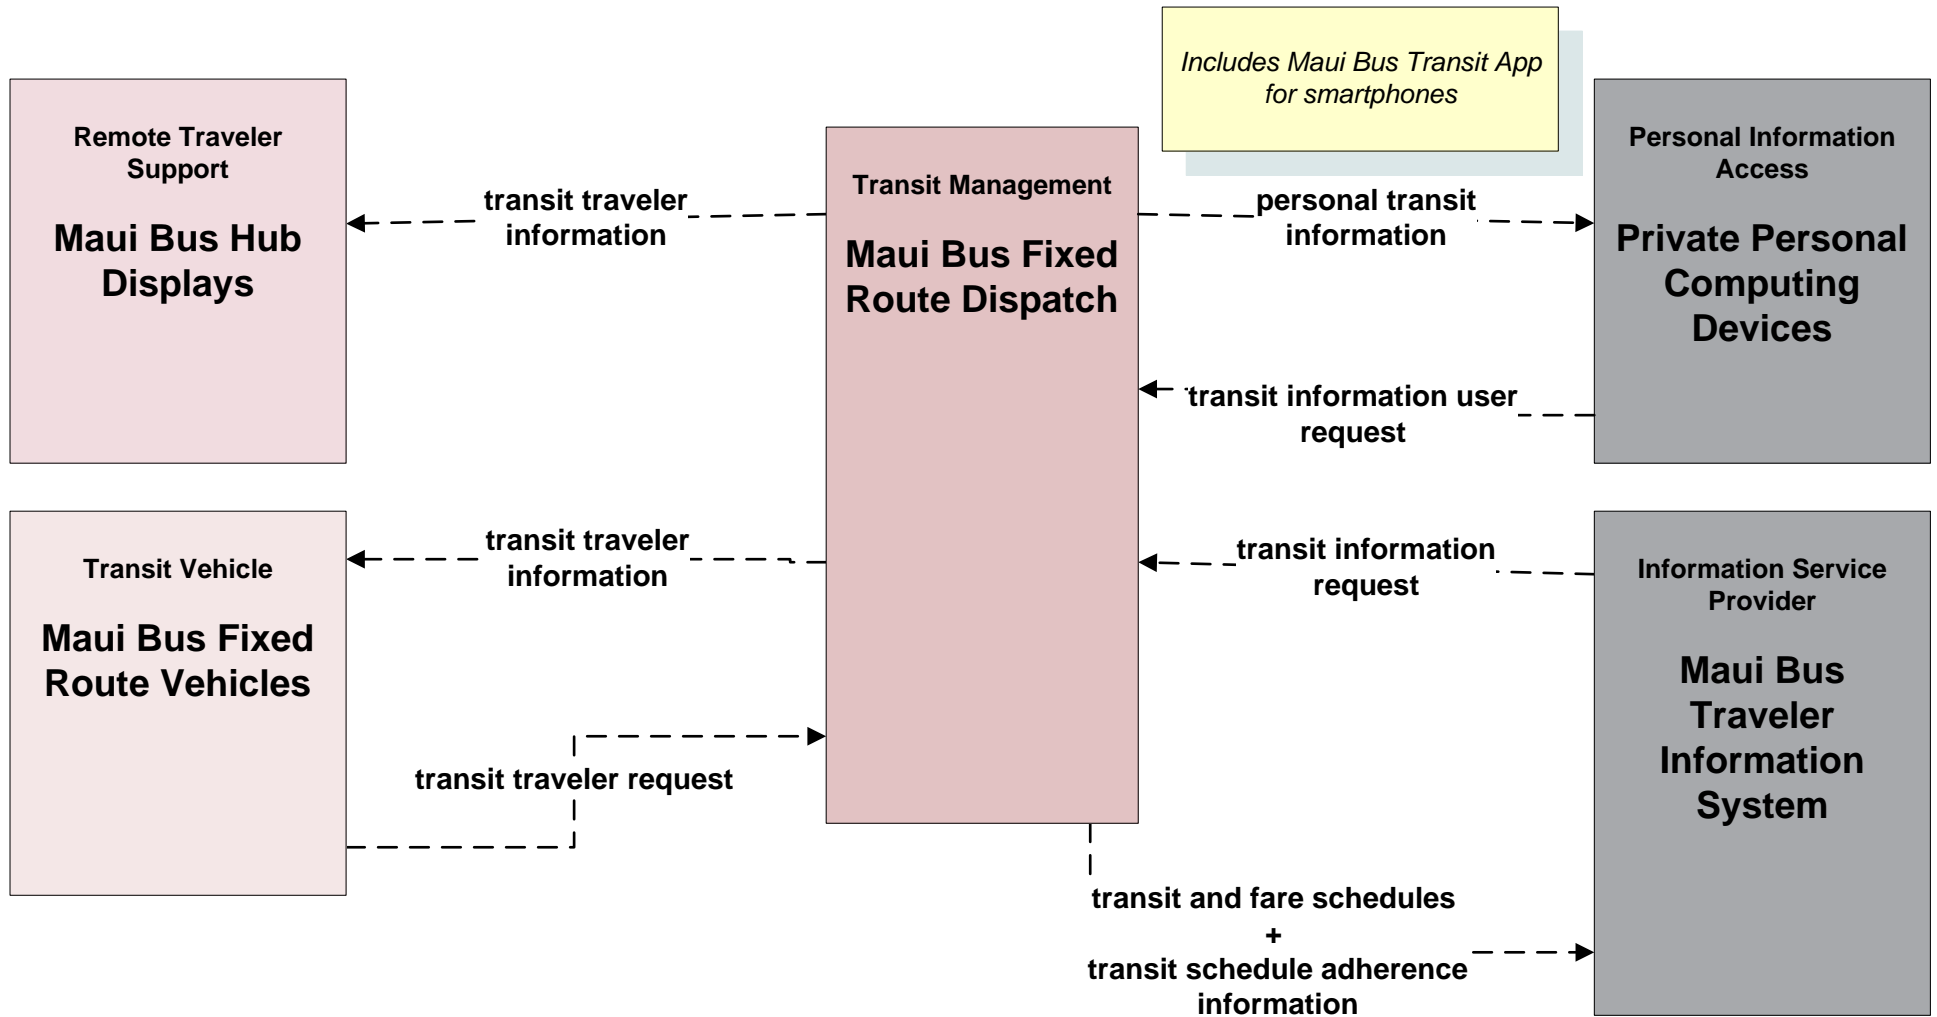 Includes Maui Bus Transit App
for smartphones
Remote Traveler
Support
Maui Bus Hub
Displays
transit traveler
information
Transit Management
Maui Bus Fixed
Route Dispatch
personal transit
information
Personal Information
Access
Private Personal
Computing
Devices
transit information user
request
Transit Vehicle
Maui Bus Fixed
Route Vehicles
transit traveler
information
transit information
request
Information Service
Provider
Maui Bus
Traveler
Information
System
transit traveler request
transit and fare schedules
+
transit schedule adherence
information